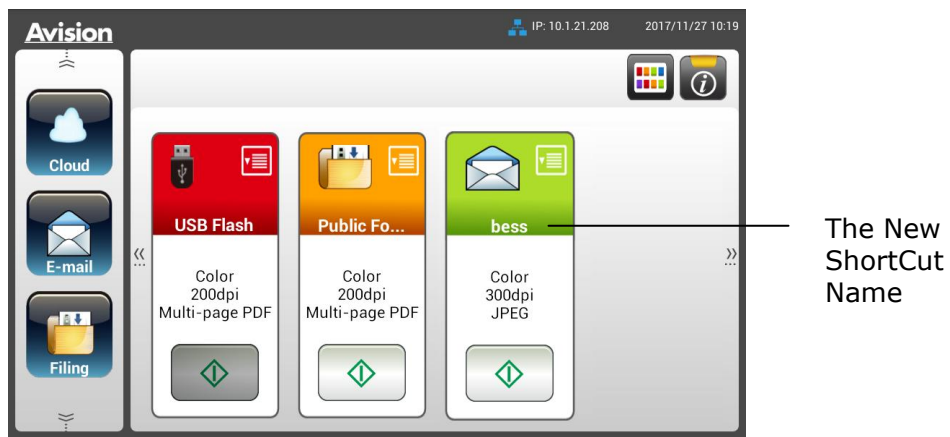 Avision
IP: 10.1.21.208
2017/11/27 10:19
Cloud
E-mail
Filing
USB Flash
Color
200dpi
Multi-page PDF
Public Fo...
Color
200dpi
Multi-page PDF
bess
Color
300dpi
JPEG
The New
ShortCut
Name